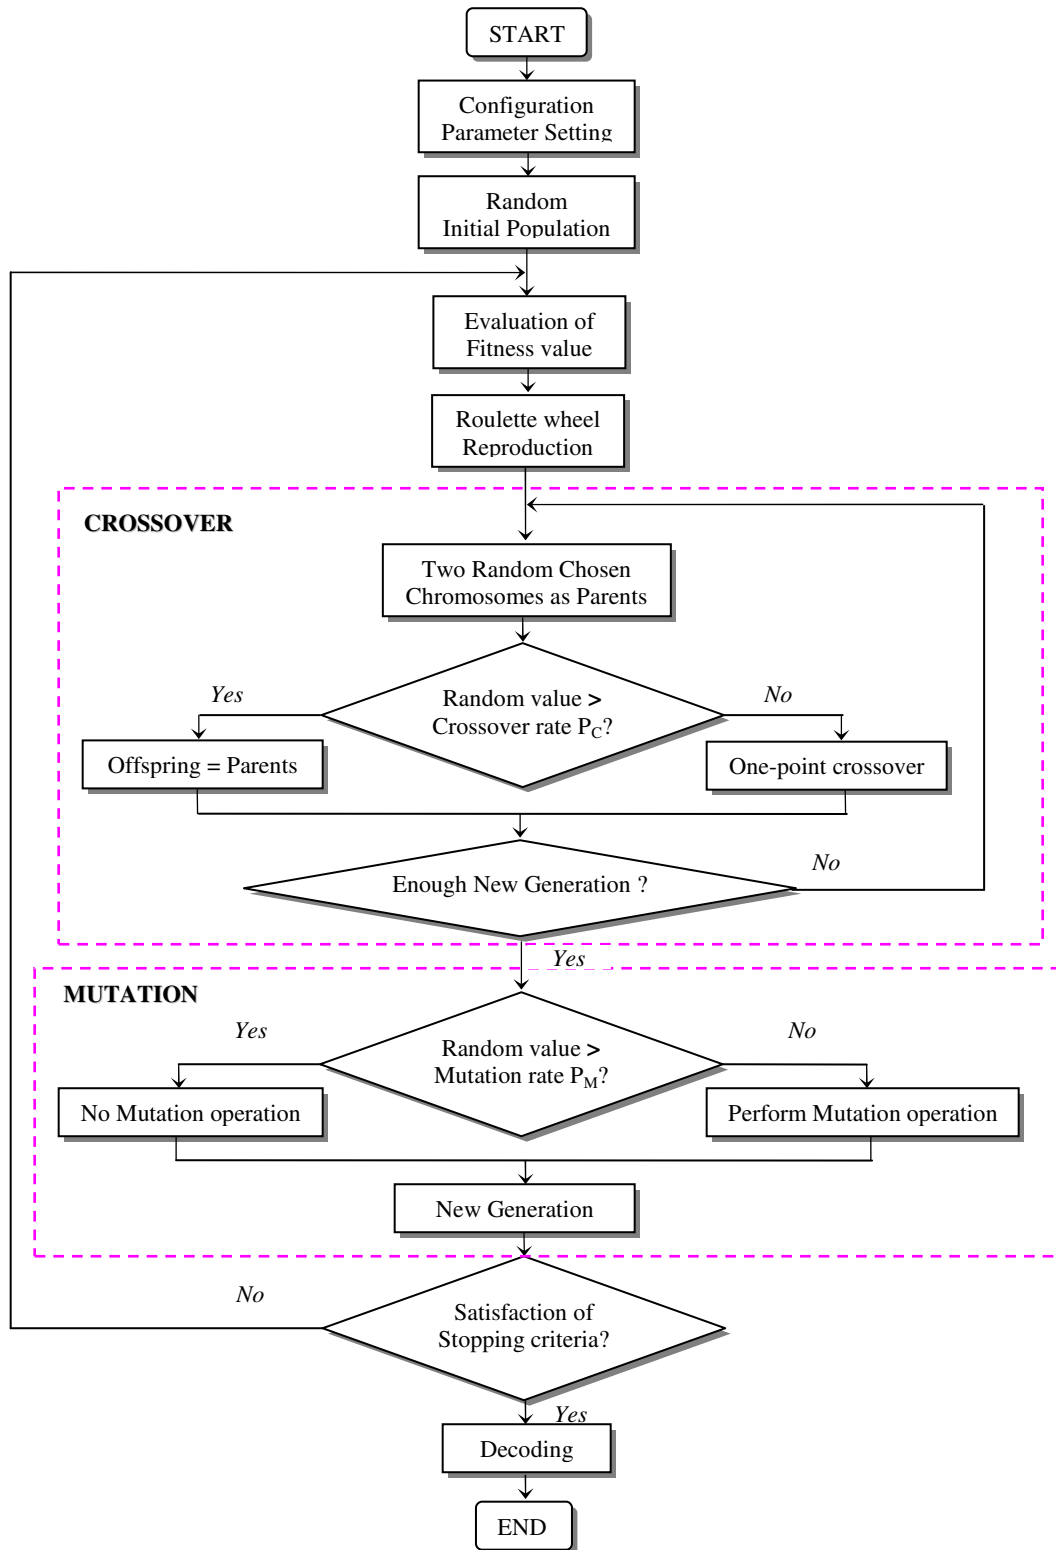 START
Configuration
Parameter Setting
Random
Initial Population
Evaluation of
Fitness value
Roulette wheel
Reproduction
CROSSOVER
Two Random Chosen
Chromosomes as Parents
Yes
Random value >
Crossover rate PC?
No
Offspring = Parents
One-point crossover
Enough New Generation ?
No
Yes
MUTATION
Yes
Random value >
Mutation rate PM?
No
No Mutation operation
Perform Mutation operation
New Generation
No
Satisfaction of
Stopping criteria?
Yes
Decoding
END